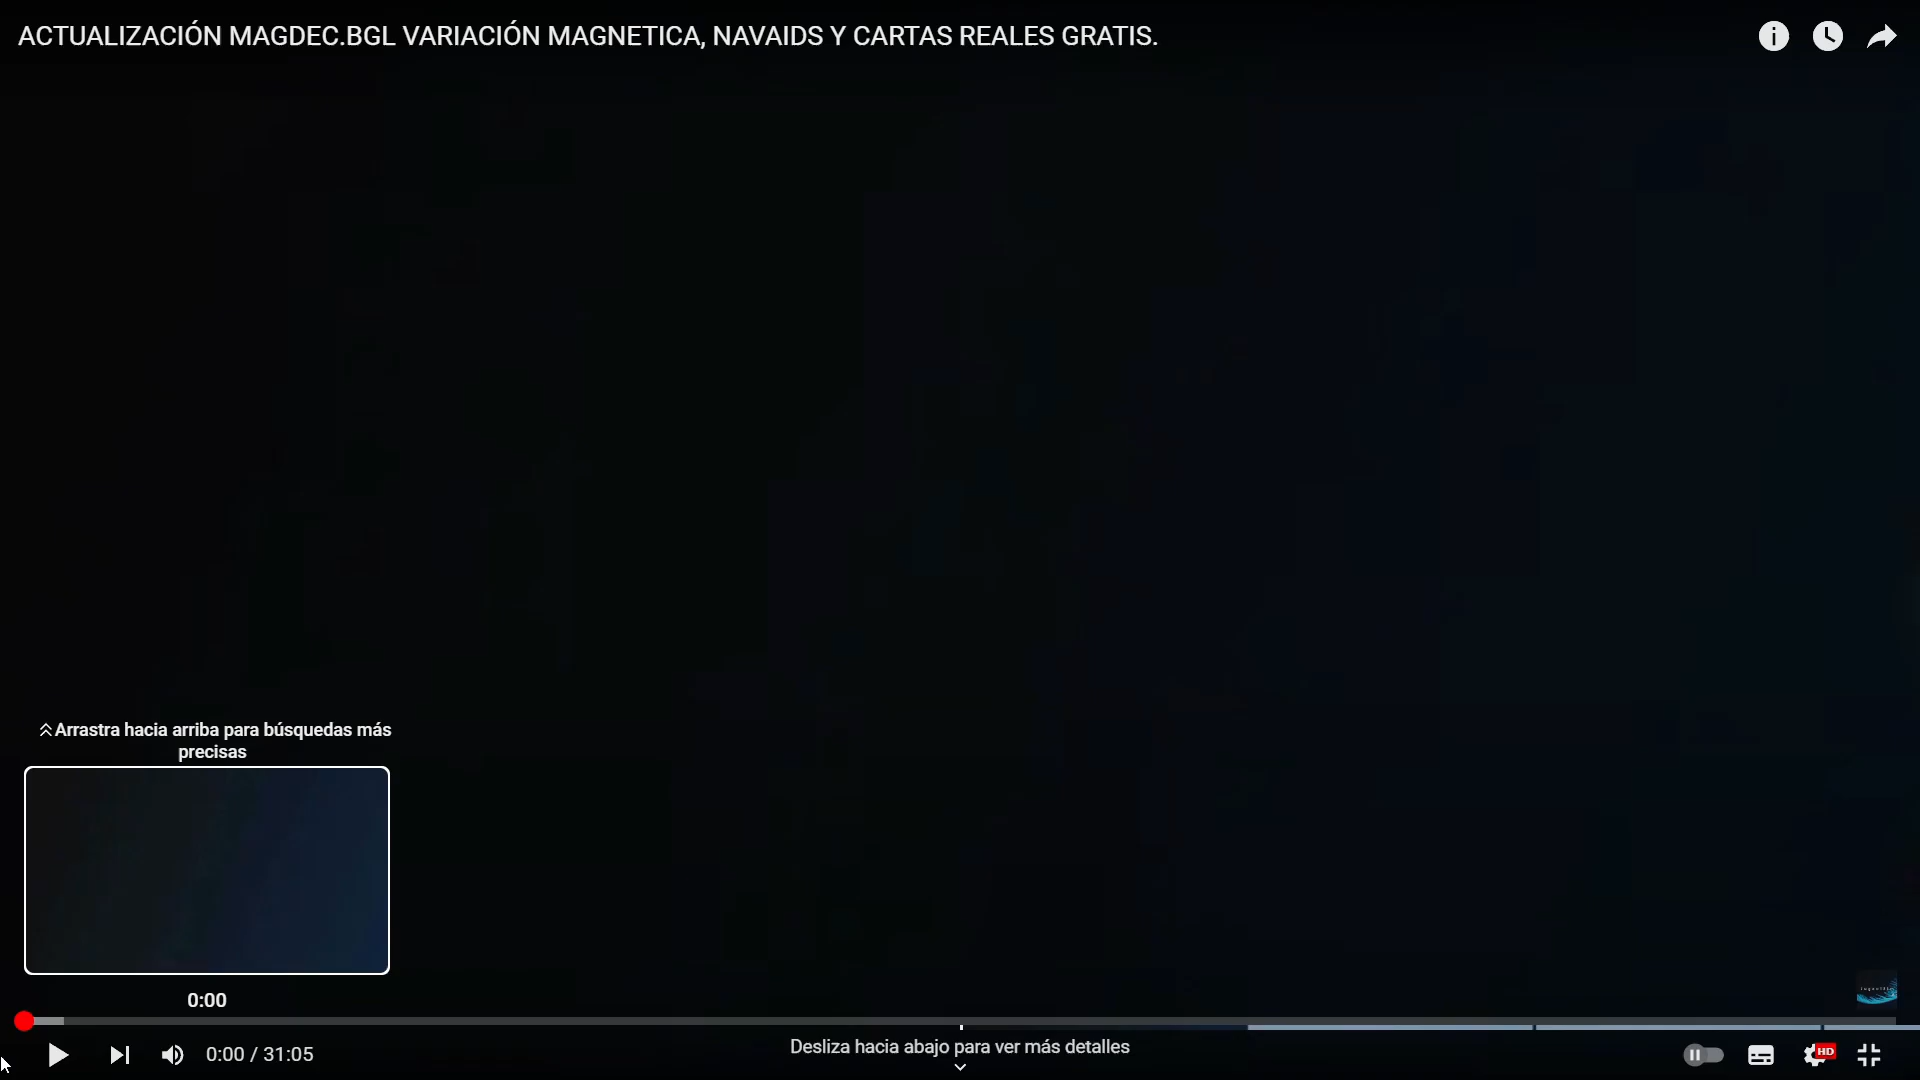 ACTUALIZACIÓN MAGDEC.BGL VARIACIÓN MAGNETICA, NAVAIDS Y CARTAS REALES GRATIS.
Arrastra hacia arriba para búsquedas más
precisas
0:00
0:00 / 31:05
Desliza hacia abajo para ver más detalles
HD